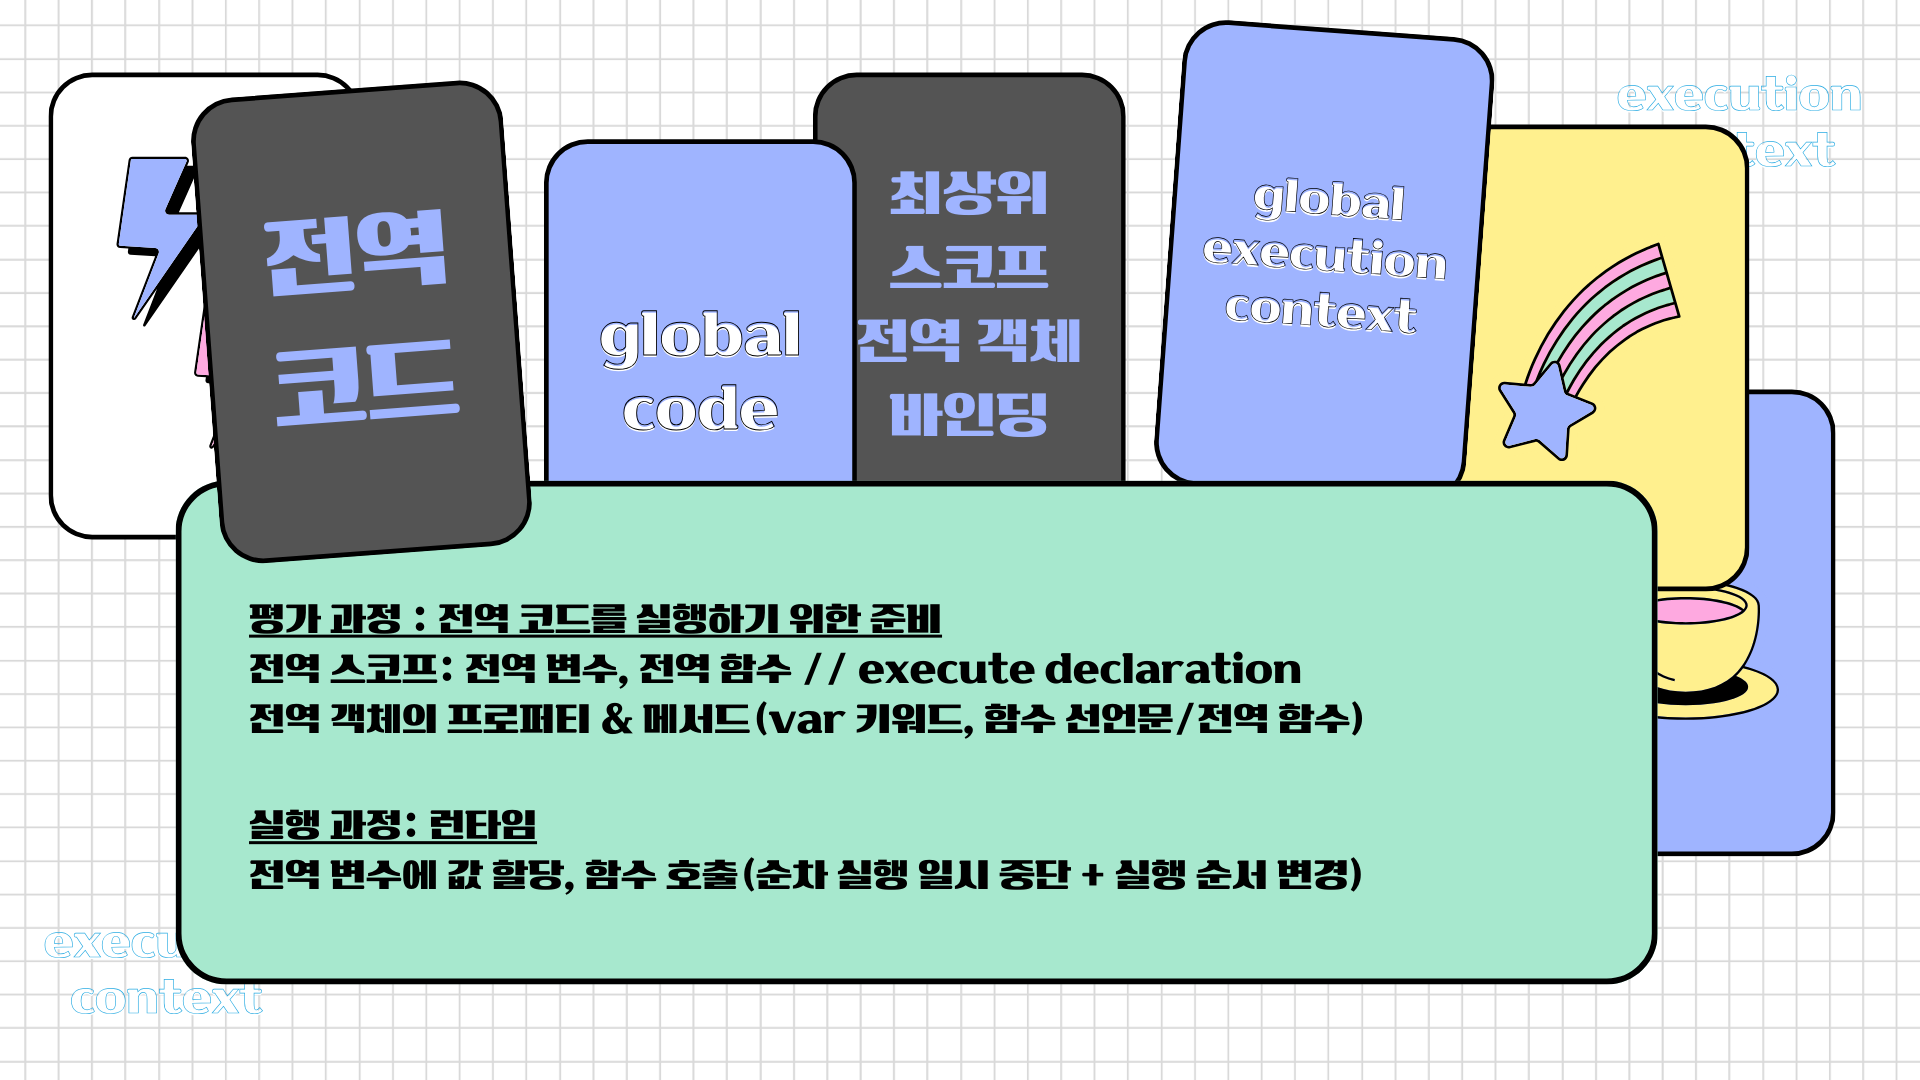 전역
코드
global
code
최상위
스코프
전역 객체
바인딩
global
execution
context
execution
text
평가 과정 : 전역 코드를 실행하기 위한 준비
전역 스코프: 전역 변수, 전역 함수 // execute declaration
전역 객체의 프로퍼티 & 메서드(var 키워드, 함수 선언문/전역 함수)
실행 과정: 런타임
전역 변수에 값 할당, 함수 호출(순차 실행 일시 중단 + 실행 순서 변경)
execu
context